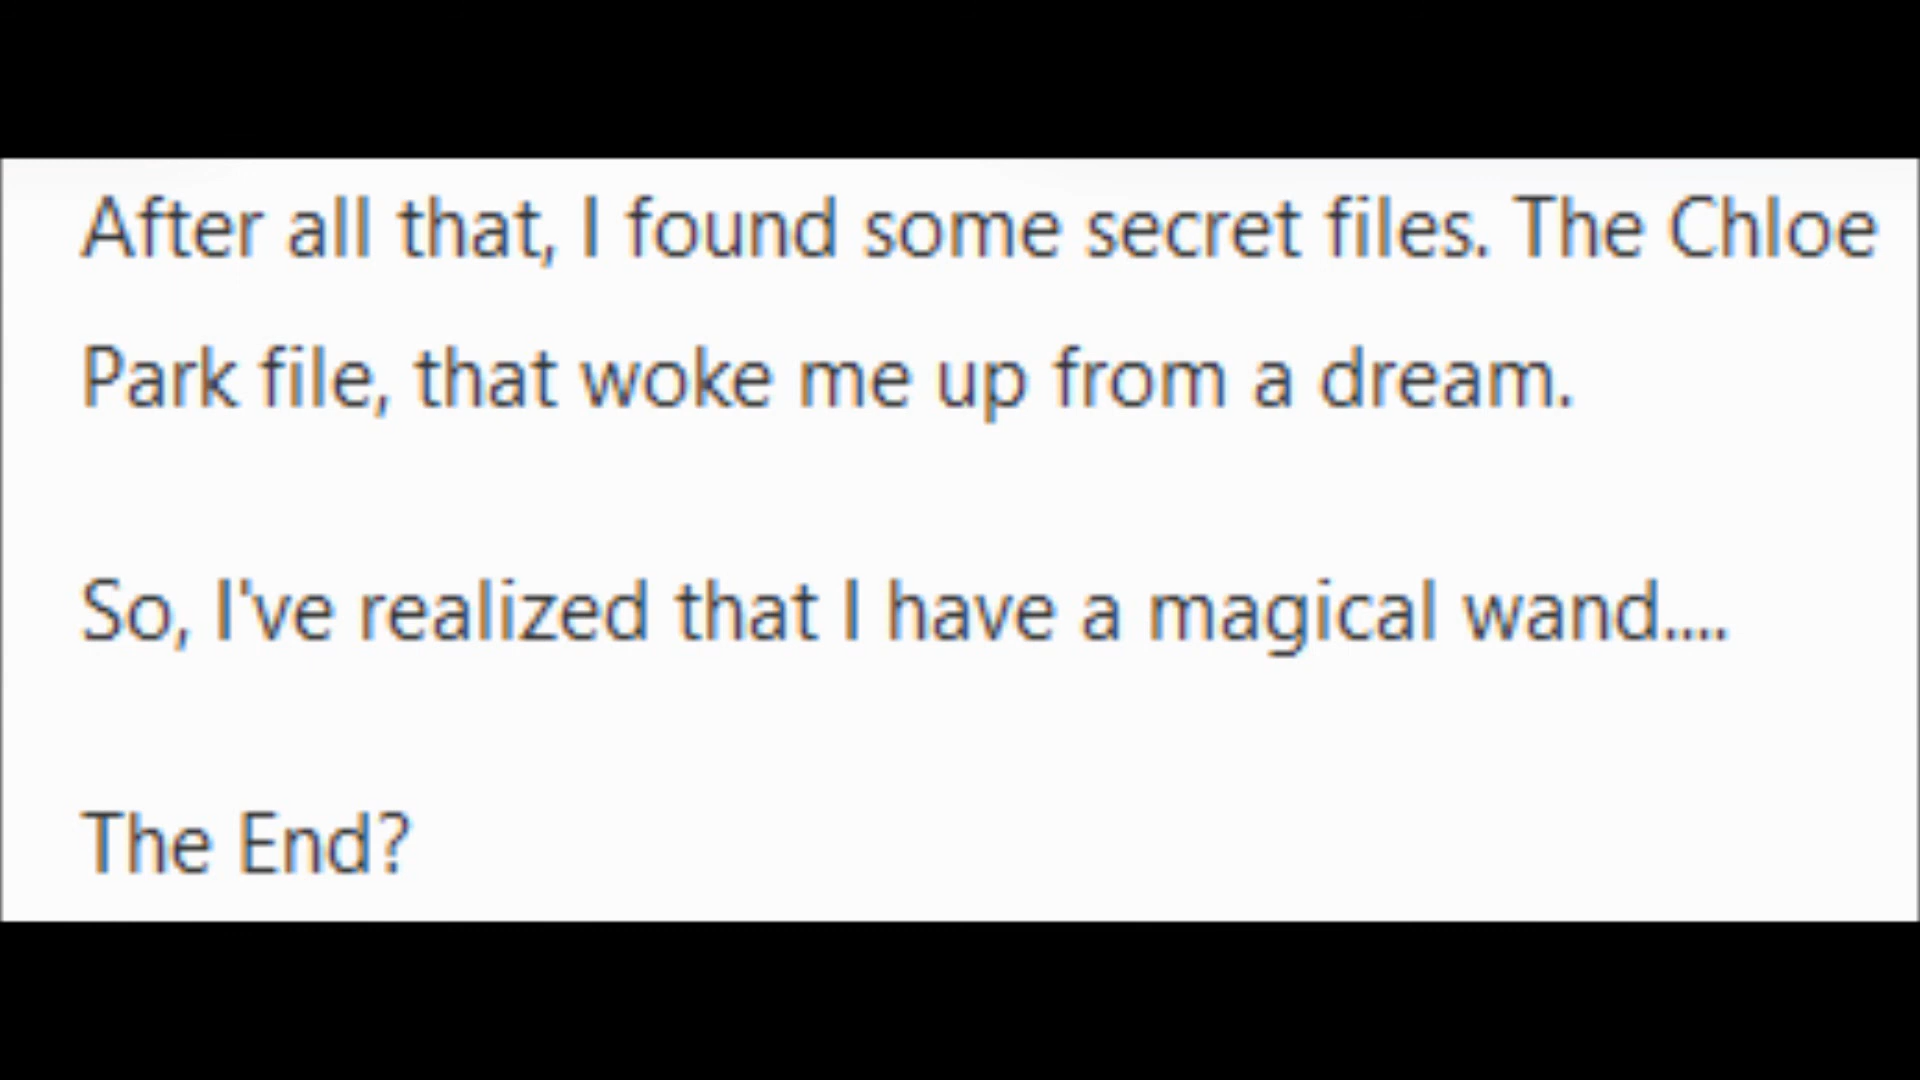 After all that, I found some secret files. The Chloe
Park file, that woke me up from a dream.
So, I've realized that I have a magical wand....
The End?